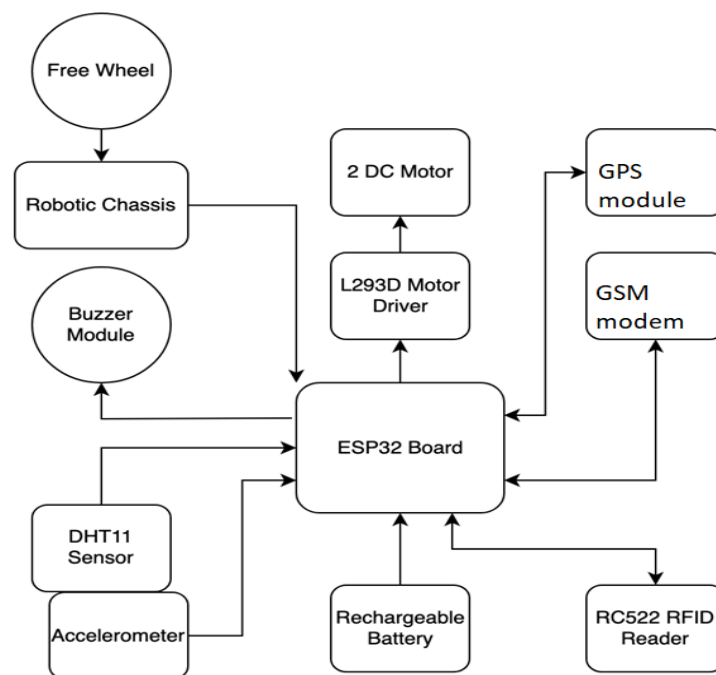 Free Wheel
Robotic Chassis
2 DC Motor
GPS
module
Buzzer
Module
L293D Motor
Driver
GSM
modem
ESP32 Board
DHT11
Sensor
Accelerometer
Rechargeable
Battery
RC522 RFID
Reader